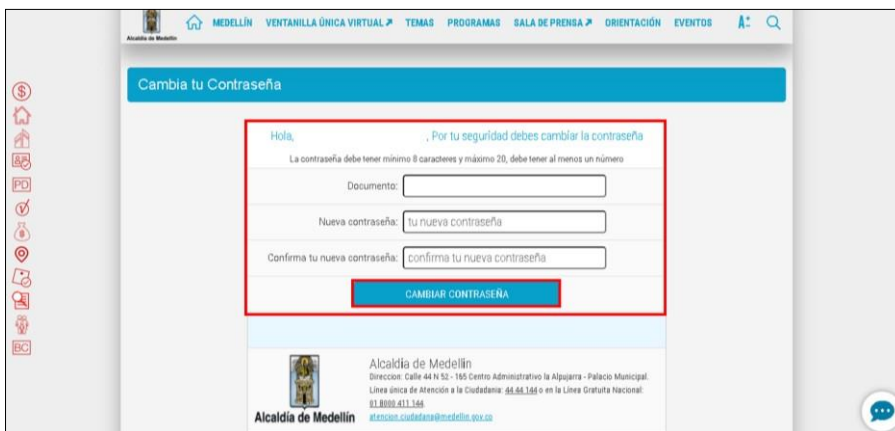 Alcaldía de Medellín
MEDELLÍN VENTANILLA ÚNICA VIRTUAL TEMAS PROGRAMAS SALA DE PRENSA ORIENTACIÓN EVENTOS A
Cambia tu Contraseña
Hola, , Por tu seguridad debes cambiar la contraseña
La contraseña debe tener mínimo 8 caracteres y máximo 20, debe tener al menos un número
Documento:
Nueva contraseña: tu nueva contraseña
Confirma tu nueva contraseña: confirma tu nueva contraseña
CAMBIAR CONTRASEÑA
PD
BC
Alcaldía de Medellín
Direccion: Calle 44 N 52 - 165 Centro Administrativo la Alpujarra - Palacio Municipal.
Línea única de Atención a la Ciudadania: 44 44 144 o en la Línea Gratuita Nacional:
01 8000 411 144.
atencion.ciudadana@medellin.gov.co
Alcaldía de Medellín